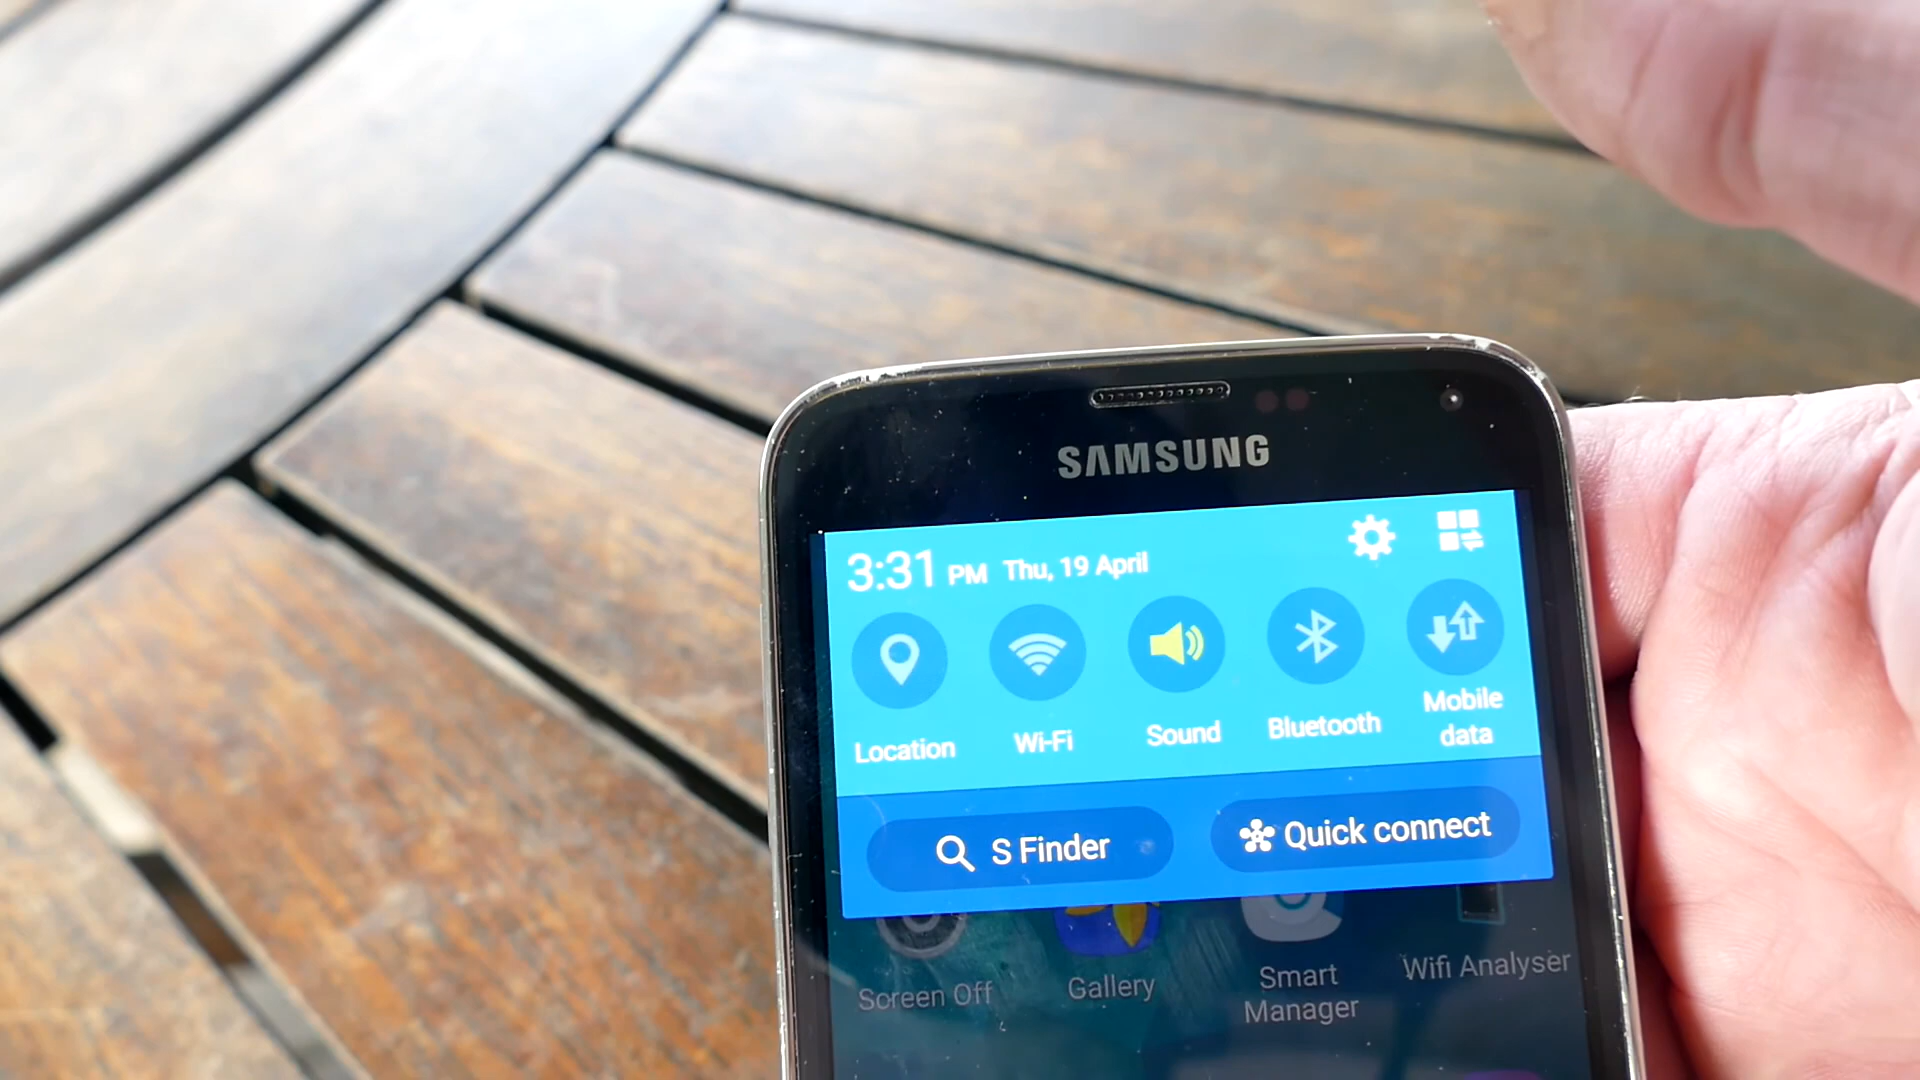 SAMSUNG
3:31 PM Thu, 19 April
Location
Wi-Fi
Sound
Bluetooth
Mobile
data
S Finder
Quick connect
Screen Off
Gallery
Smart
Manager
Wifi Analyser